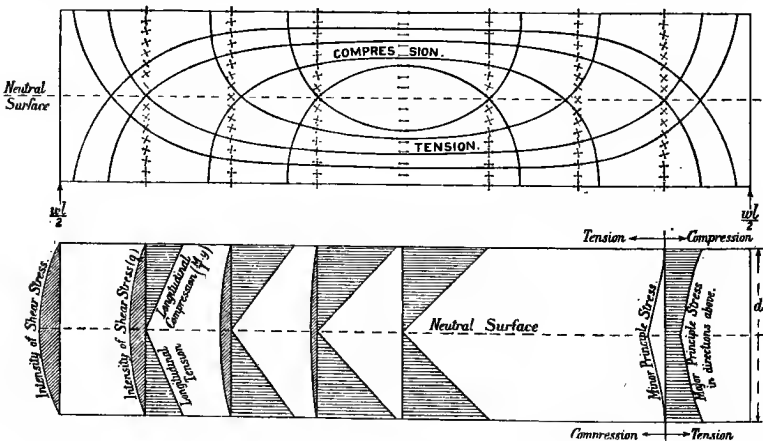 COMPRESSION.
Neutral
Surface
TENSION.
wl
2
wl
2
Intensity of Shear Stress.
Intensity of Shear Stress (q)
Longitudinal
Compression
Longitudinal
Tension
Neutral Surface
Tension
Compression
Minor Principle Stress.
Major Principle Stress
in directions above.
d
Compression
Tension